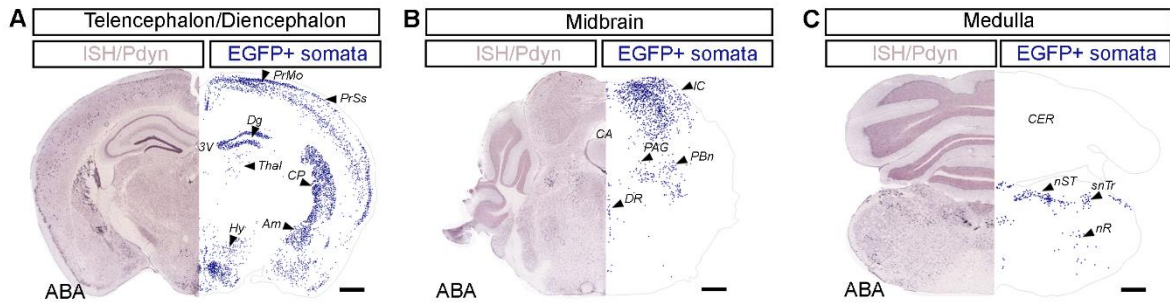 A Telencephalon/Diencephalon
ISH/Pdyn EGFP+ somata
PrMo
PrSs
Dg
3V
Thal
CP
Am
Hy
ABA
B Midbrain
ISH/Pdyn EGFP+ somata
IC
CA
PAG
PBn
DR
ABA
C Medulla
ISH/Pdyn EGFP+ somata
CER
nST
snTr
nR
ABA